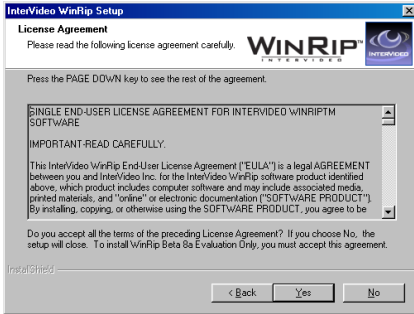 InterVideo WinRip Setup
License Agreement
Please read the following license agreement carefully.
WINRIP™
INTERVIDEO
INTERVIDEO
Press the PAGE DOWN key to see the rest of the agreement.
SINGLE END-USER LICENSE AGREEMENT FOR INTERVIDEO WINRIPTM
SOFTWARE
IMPORTANT-READ CAREFULLY.
This InterVideo WinRip End-User License Agreement ("EULA") is a legal AGREEMENT
between you and InterVideo Inc. for the InterVideo WinRip software product identified
above, which product includes computer software and may include associated media,
printed materials, and "online" or electronic documentation ("SOFTWARE PRODUCT").
By installing, copying, or otherwise using the SOFTWARE PRODUCT, you agree to be
Do you accept all the terms of the preceding License Agreement? If you choose No, the
setup will close. To install WinRip Beta 8a Evaluation Only, you must accept this agreement.
InstallShield
< Back
Yes
No